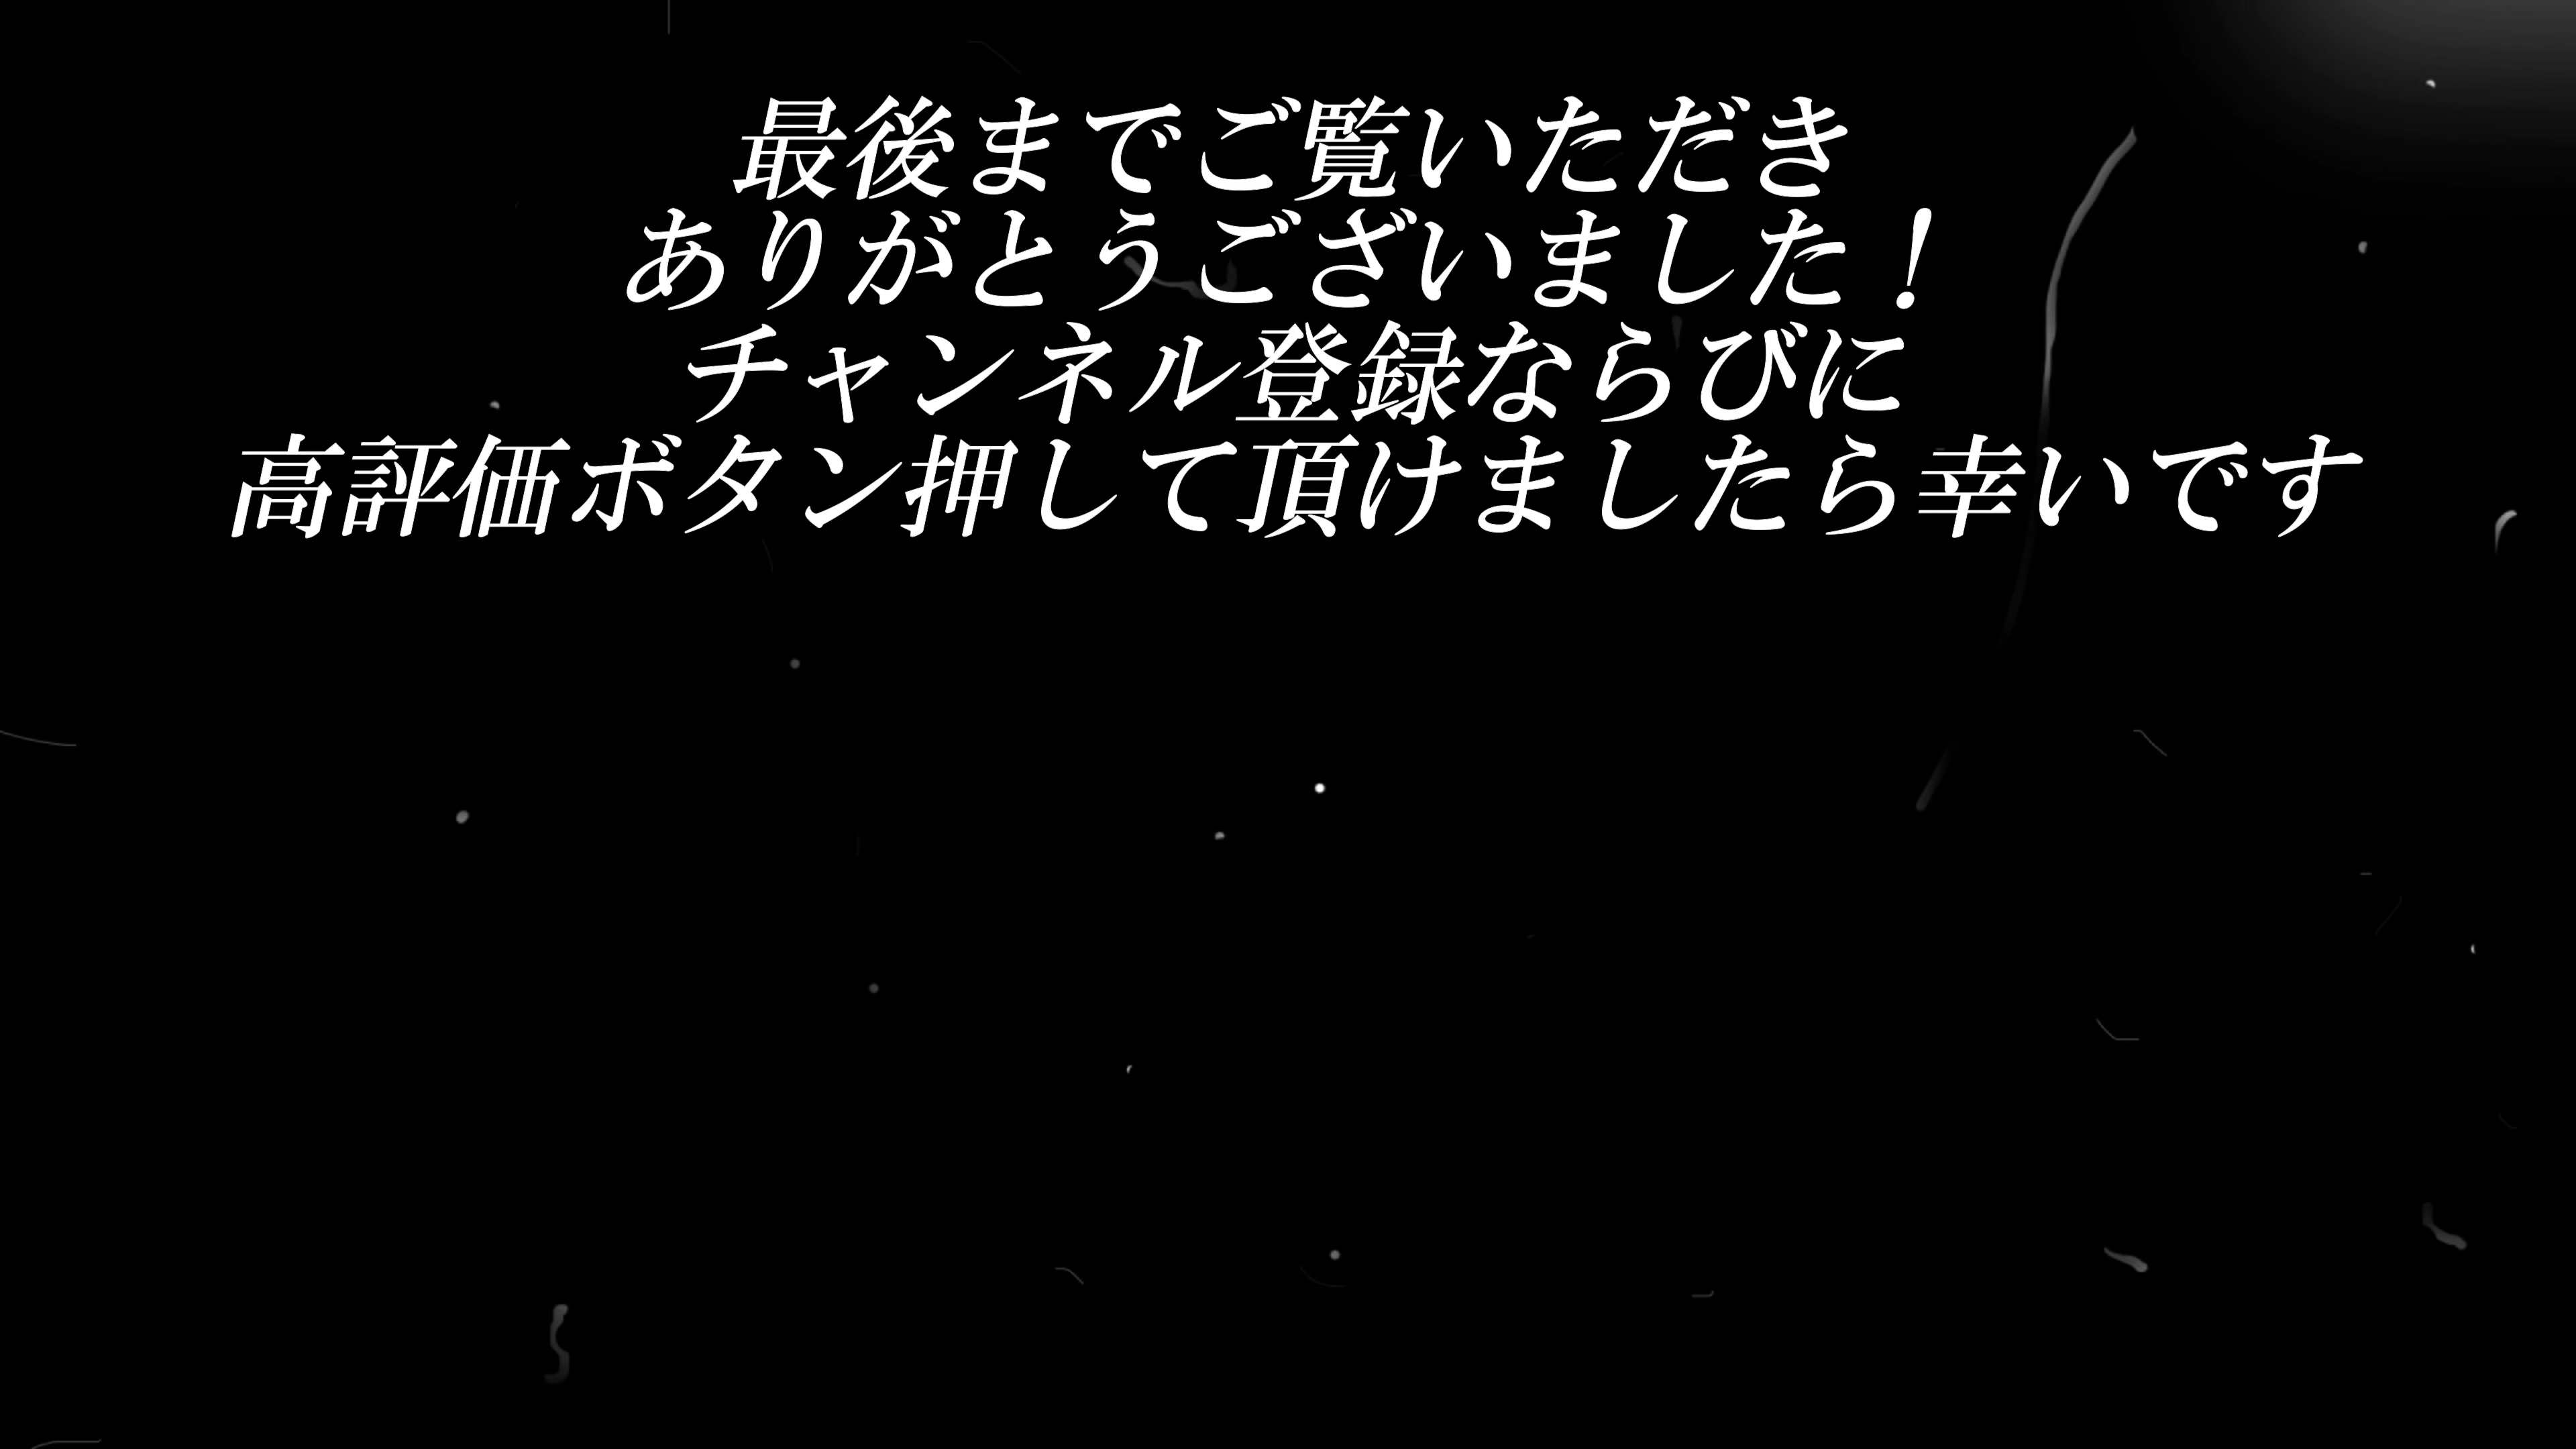 最後までご覧いただき
ありがとうございました！
チャンネル登録ならびに
高評価ボタン押して頂けましたら幸いです